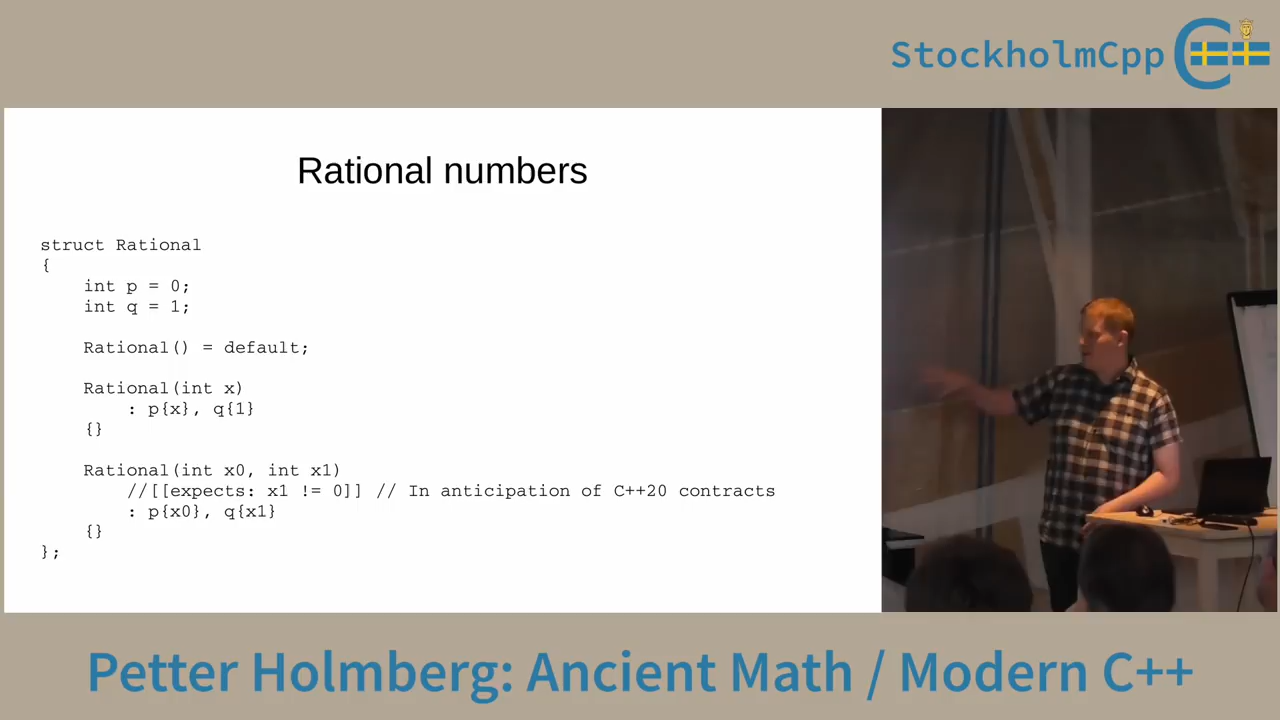 StockholmCpp
Rational numbers
struct Rational
{
    int p = 0;
    int q = 1;
    Rational() = default;
    Rational(int x)
        : p{x}, q{1}
    {}
    Rational(int x0, int x1)
        //[[expects: x1 != 0]] // In anticipation of C++20 contracts
        : p{x0}, q{x1}
    {}
};
Petter Holmberg: Ancient Math / Modern C++